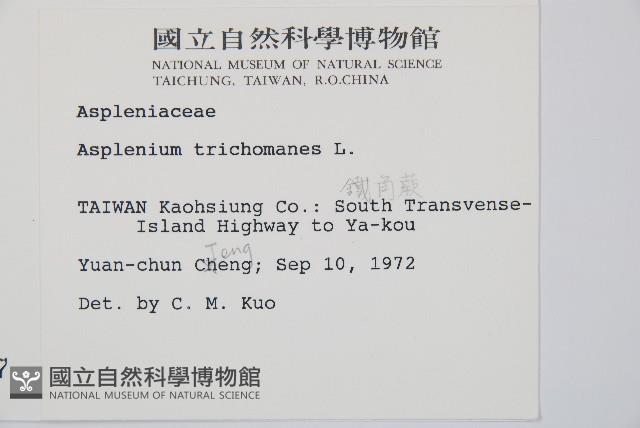 國立自然科學博物館
NATIONAL MUSEUM OF NATURAL SCIENCE
TAICHUNG, TAIWAN, R.O.CHINA
Aspleniaceae
Asplenium trichomanes L.
鐵角蕨
TAIWAN Kaohsiung Co.: South Transvense-
Island Highway to Ya-kou
Jeng
Yuan-chun Cheng; Sep 10, 1972
Det. by C. M. Kuo
7
國立自然科學博物館
NATIONAL MUSEUM OF NATURAL SCIENCE